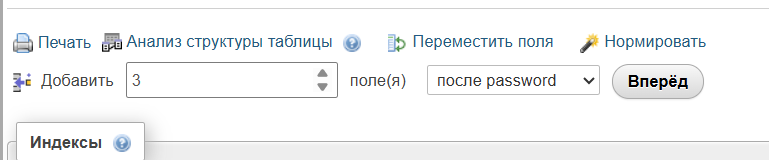 Печать Анализ структуры таблицы Переместить поля Нормировать
Добавить 3 поле(я) после password Вперёд
Индексы